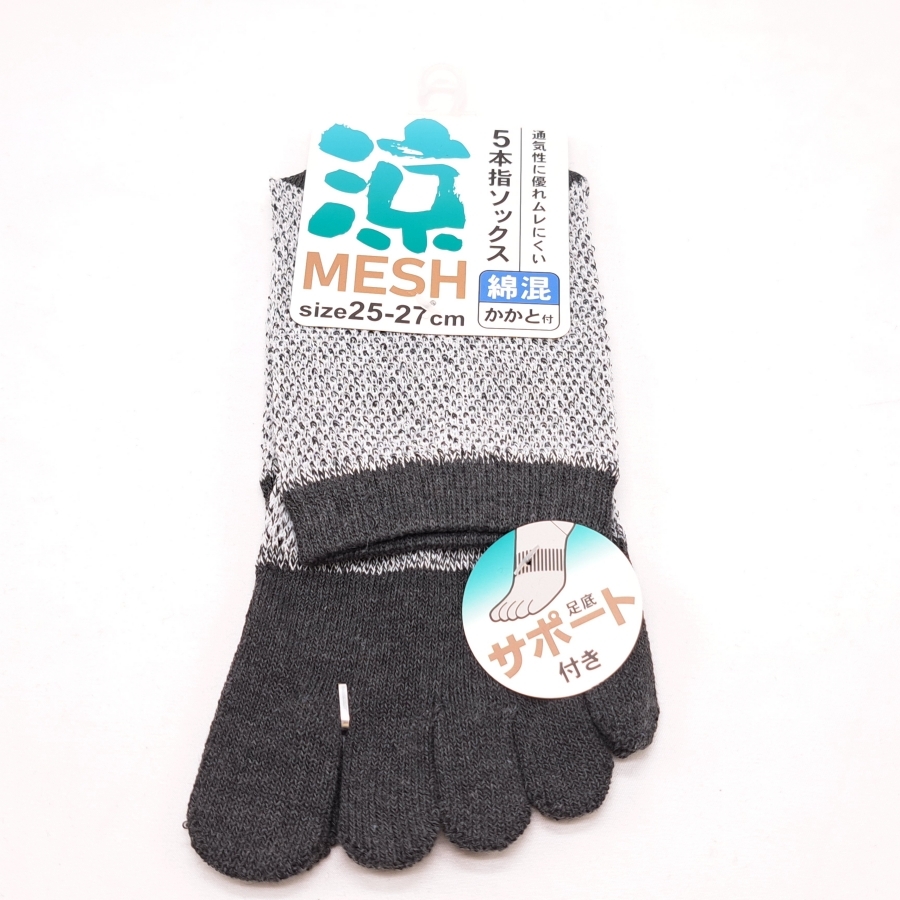 涼
MESH
size25-27cm
通気性に優れムレにくい
5本指ソックス
綿混
かかと付
足底
サポート
付き